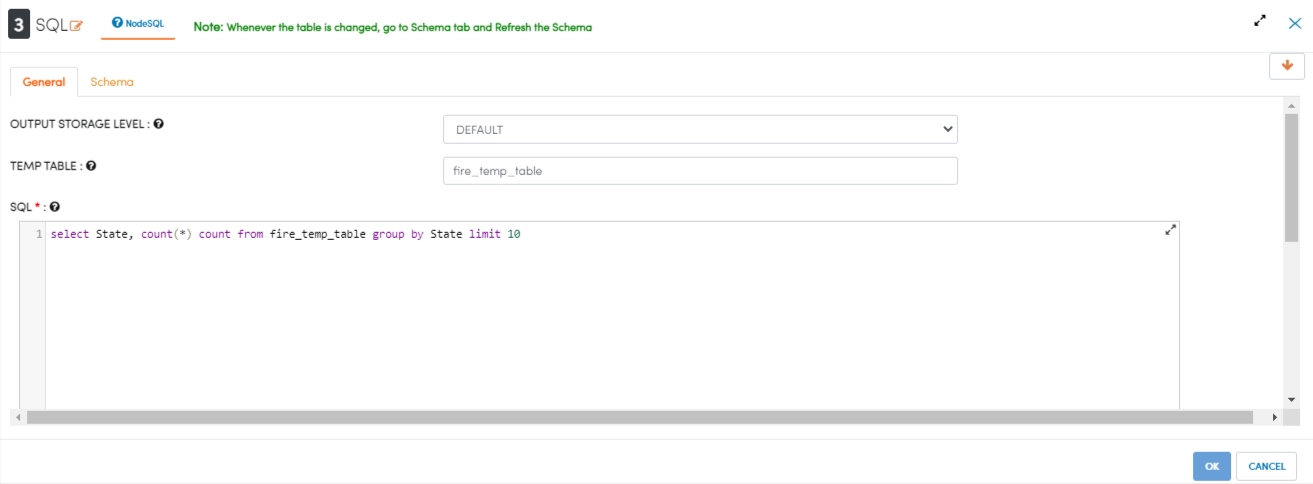 3 SQL NodeSQL Note: Whenever the table is changed, go to Schema tab and Refresh the Schema
General Schema
OUTPUT STORAGE LEVEL : DEFAULT
TEMP TABLE : fire_temp_table
SQL * :
1 select State, count(*) count from fire_temp_table group by State limit 10
OK CANCEL